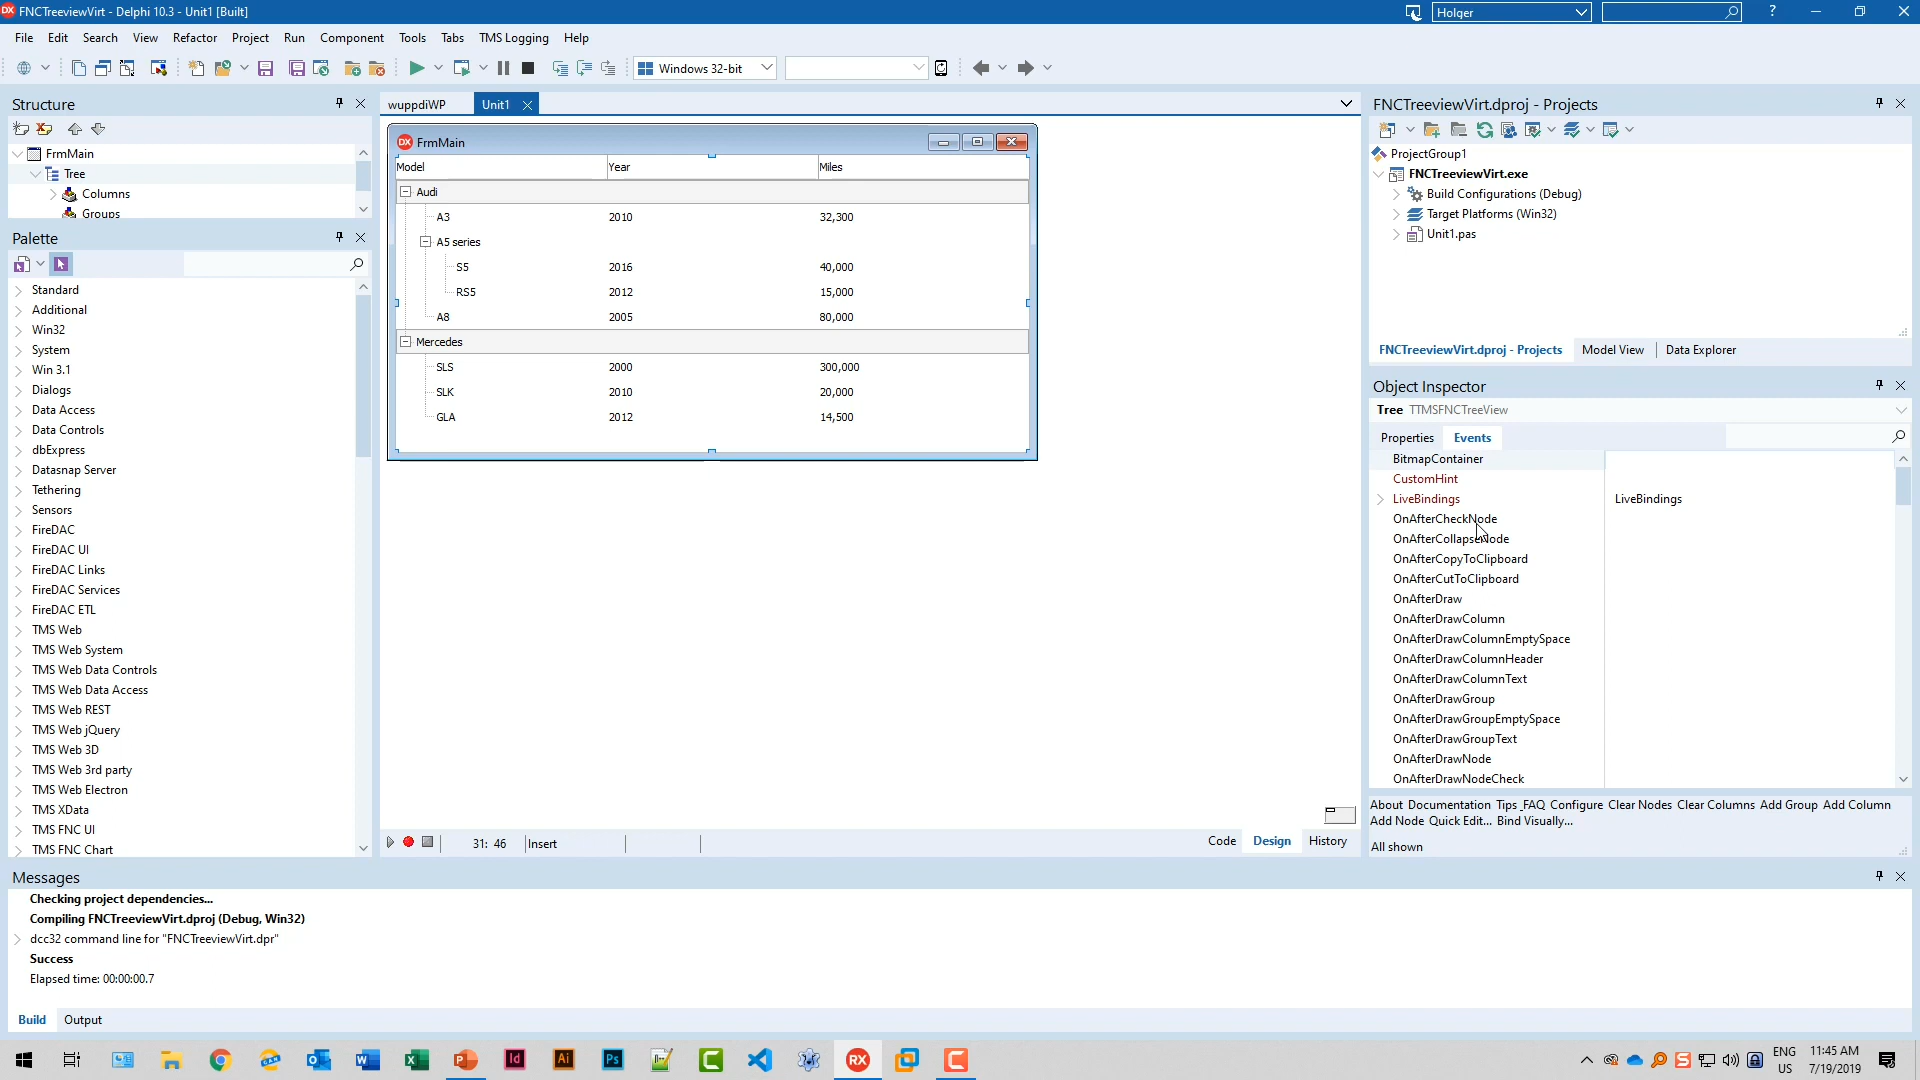 FNCTreeviewVirt - Delphi 10.3 - Unit1 [Built]
Holger
File Edit Search View Refactor Project Run Component Tools Tabs TMS Logging Help
Windows 32-bit
Structure
FrmMain
Tree
Columns
Groups
Palette
Standard
Additional
Win32
System
Win 3.1
Dialogs
Data Access
Data Controls
dbExpress
Datasnap Server
Tethering
Sensors
FireDAC
FireDAC UI
FireDAC Links
FireDAC Services
FireDAC ETL
TMS Web
TMS Web System
TMS Web Data Controls
TMS Web Data Access
TMS Web REST
TMS Web jQuery
TMS Web 3D
TMS Web 3rd party
TMS Web Electron
TMS XData
TMS FNC UI
TMS FNC Chart
wuppdiWP Unit1
FrmMain
Model Year Miles
Audi
A3 2010 32,300
A5 series
S5 2016 40,000
RS5 2012 15,000
A8 2005 80,000
Mercedes
SLS 2000 300,000
SLK 2010 20,000
GLA 2012 14,500
31: 46 Insert
Code Design History
FNCTreeviewVirt.dproj - Projects
ProjectGroup1
FNCTreeviewVirt.exe
Build Configurations (Debug)
Target Platforms (Win32)
Unit1.pas
FNCTreeviewVirt.dproj - Projects Model View Data Explorer
Object Inspector
Tree TTMSFNCTreeView
Properties Events
BitmapContainer
CustomHint
LiveBindings LiveBindings
OnAfterCheckNode
OnAfterCollapseNode
OnAfterCopyToClipboard
OnAfterCutToClipboard
OnAfterDraw
OnAfterDrawColumn
OnAfterDrawColumnEmptySpace
OnAfterDrawColumnHeader
OnAfterDrawColumnText
OnAfterDrawGroup
OnAfterDrawGroupEmptySpace
OnAfterDrawGroupText
OnAfterDrawNode
OnAfterDrawNodeCheck
About Documentation Tips_FAQ Configure Clear Nodes Clear Columns Add Group Add Column
Add Node Quick Edit... Bind Visually...
All shown
Messages
Checking project dependencies...
Compiling FNCTreeviewVirt.dproj (Debug, Win32)
dcc32 command line for "FNCTreeviewVirt.dpr"
Success
Elapsed time: 00:00:00.7
Build Output
ENG
US
11:45 AM
7/19/2019